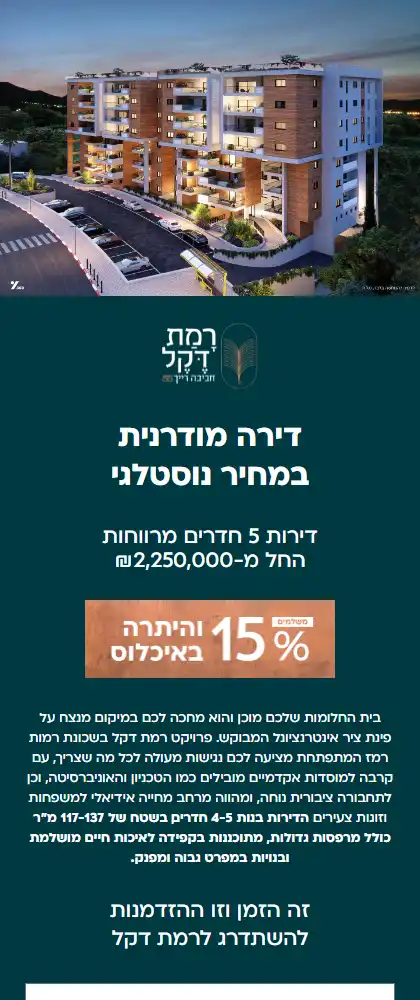 רָמַת
דֶּקֶל
חביבה רייך
דירה מודרנית
במחיר נוסטלגי
דירות 5 חדרים מרווחות
החל מ-2,250,000₪
משלמים
15% והיתרה
באיכלוס
בית החלומות שלכם מוכן והוא מחכה לכם במיקום מנצח על
פינת ציר אינטרנציונל המבוקש. פרויקט רמת דקל בשכונת רמות
רמז המתפתחת מציעה לכם נגישות מעולה לכל מה שצריך, עם
קרבה למוסדות אקדמיים מובילים כמו הטכניון והאוניברסיטה, וכן
לתחבורה ציבורית נוחה, ומהווה מרחב מחייה אידיאלי למשפחות
וזוגות צעירים הדירות בנות 4-5 חדרים בשטח של 117-137 מ"ר
כולל מרפסות גדולות, מתוכננות בקפידה לאיכות חיים מושלמת
ובנויות במפרט גבוה ומפנק.
זה הזמן וזו ההזדמנות
להשתדרג לרמת דקל